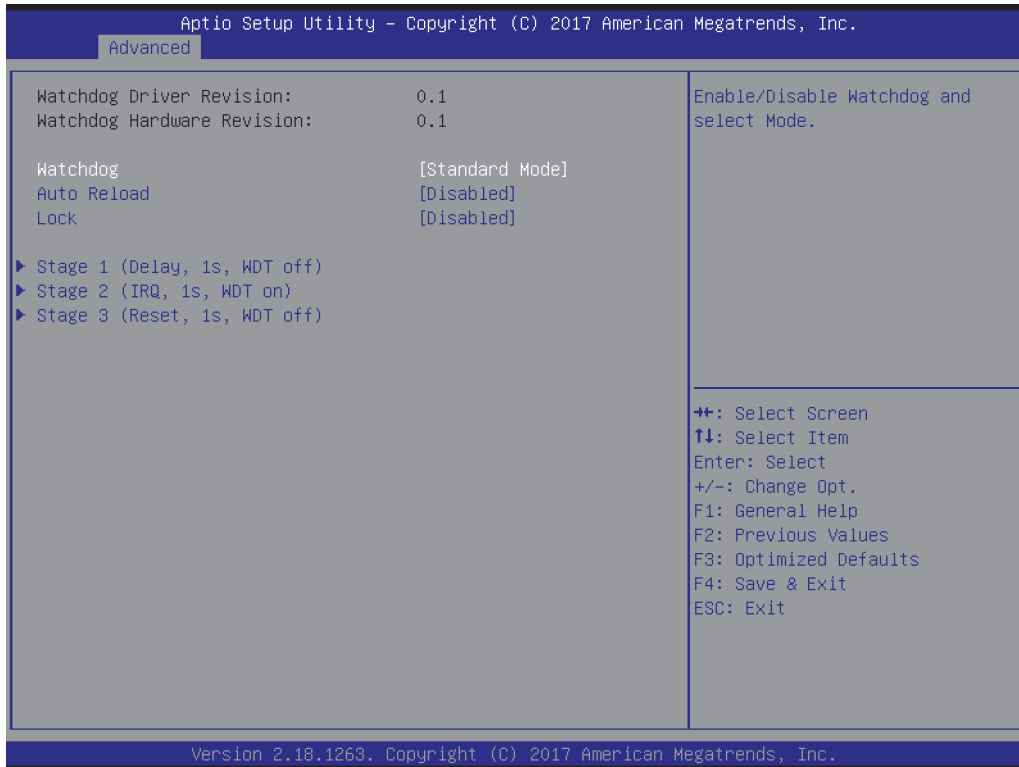 Aptio Setup Utility – Copyright (C) 2017 American Megatrends, Inc.
Advanced
Watchdog Driver Revision: 0.1
Watchdog Hardware Revision: 0.1
Watchdog [Standard Mode]
Auto Reload [Disabled]
Lock [Disabled]
Stage 1 (Delay, 1s, WDT off)
Stage 2 (IRQ, 1s, WDT on)
Stage 3 (Reset, 1s, WDT off)
Enable/Disable Watchdog and
select Mode.
→←: Select Screen
↑↓: Select Item
Enter: Select
+/-: Change Opt.
F1: General Help
F2: Previous Values
F3: Optimized Defaults
F4: Save & Exit
ESC: Exit
Version 2.18.1263. Copyright (C) 2017 American Megatrends, Inc.